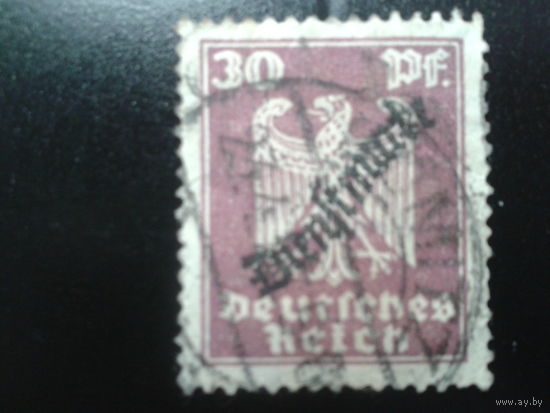 30 Pf.
Dienstmarke
Deutsches
Reich
www.ay.by